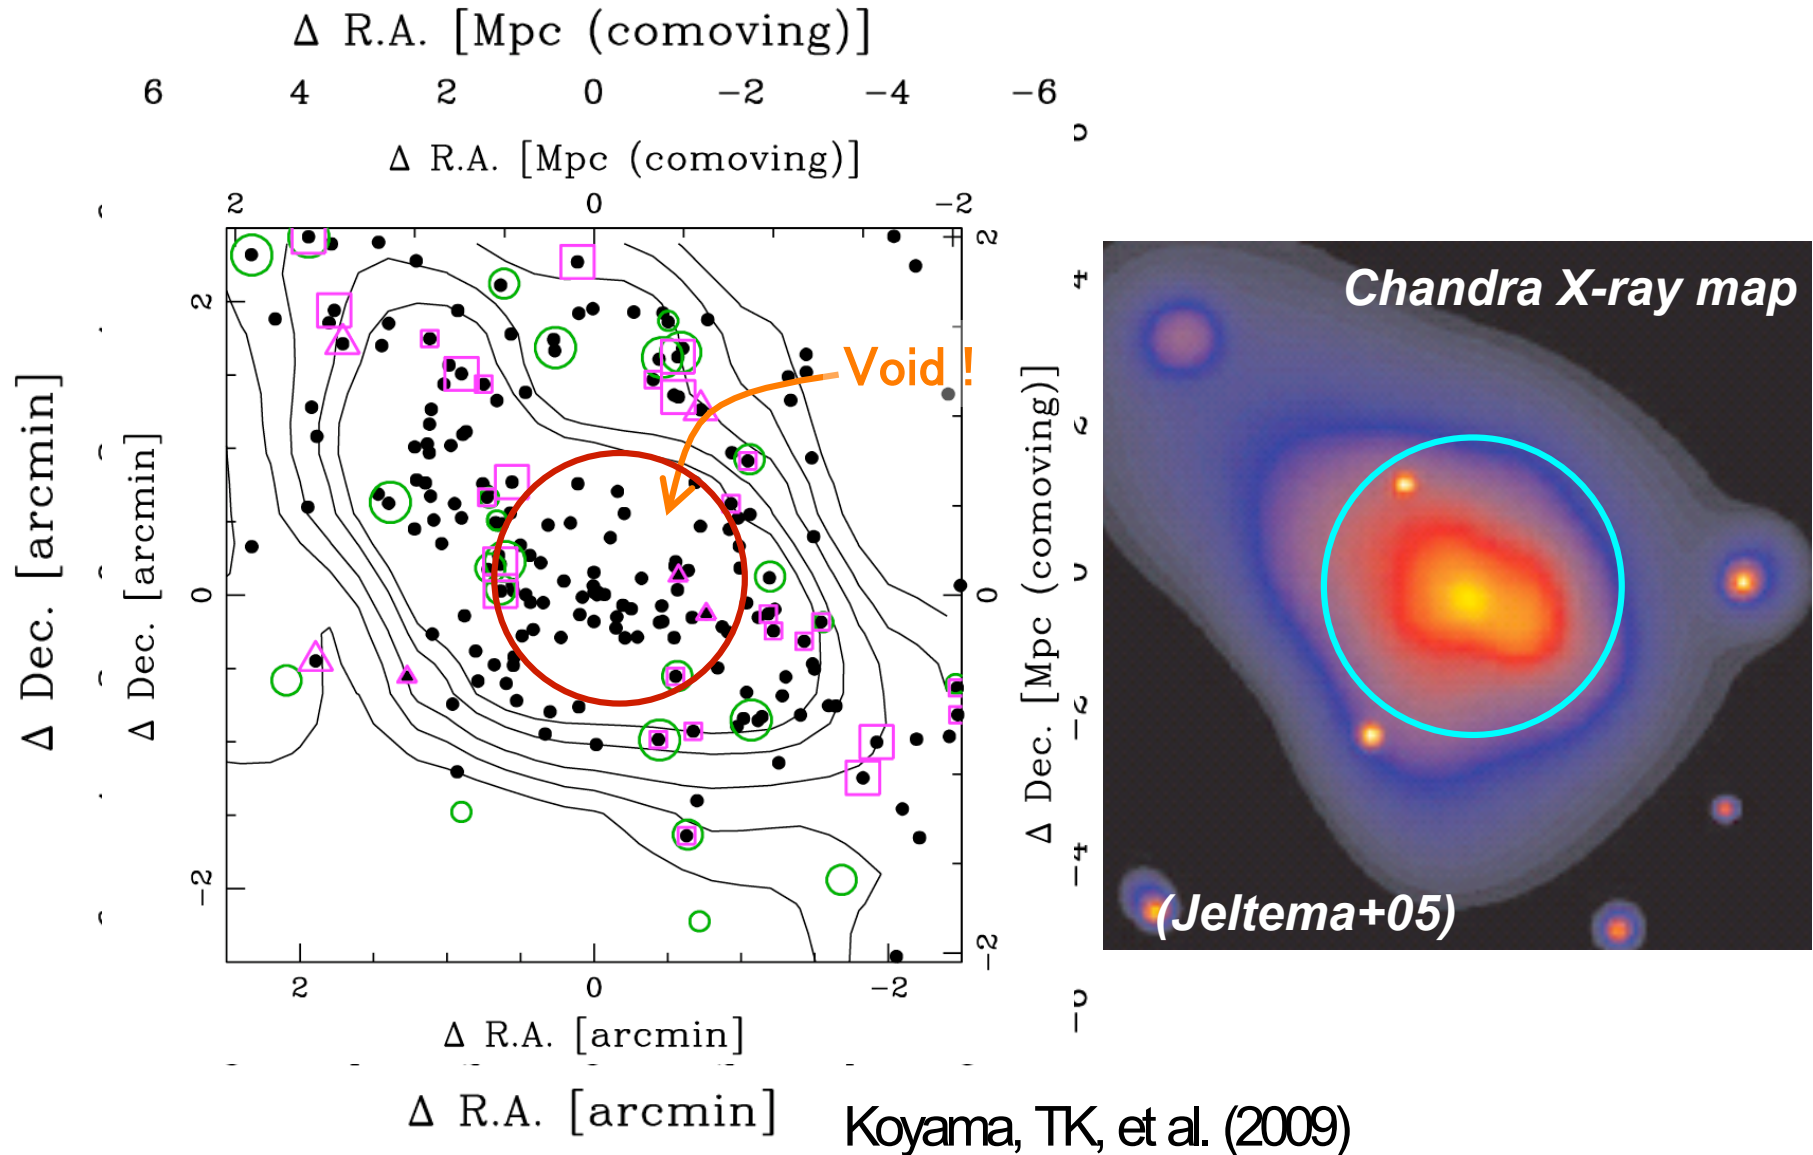 Δ R.A. [Mpc (comoving)]
6 4 2 0 −2 −4 −6
Δ R.A. [Mpc (comoving)]
2 0 −2
Δ Dec. [arcmin]
Δ Dec. [arcmin]
2
0
−2
Void !
2
0
−2
Δ Dec. [Mpc (comoving)]
4
2
−2
−4
Chandra X-ray map
(Jeltema+05)
2 0 −2
Δ R.A. [arcmin]
Δ R.A. [arcmin]
Koyama, TK, et al. (2009)